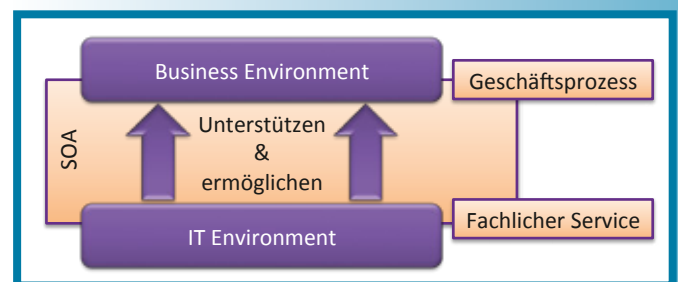 Business Environment
Geschäftsprozess
SOA
Unterstützen
&
ermöglichen
Fachlicher Service
IT Environment